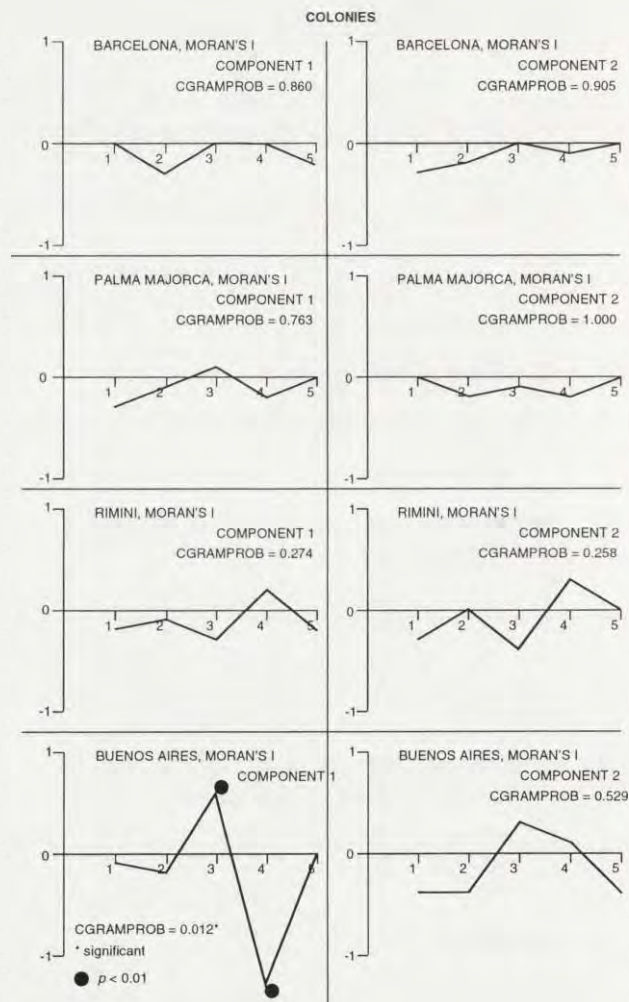 COLONIES
BARCELONA, MORAN'S I
COMPONENT 1
CGRAMPROB = 0.860
1
0
-1
1 2 3 4 5
BARCELONA, MORAN'S I
COMPONENT 2
CGRAMPROB = 0.905
1
0
-1
1 2 3 4 5
PALMA MAJORCA, MORAN'S I
COMPONENT 1
CGRAMPROB = 0.763
1
0
-1
1 2 3 4 5
PALMA MAJORCA, MORAN'S I
COMPONENT 2
CGRAMPROB = 1.000
1
0
-1
1 2 3 4 5
RIMINI, MORAN'S I
COMPONENT 1
CGRAMPROB = 0.274
1
0
-1
1 2 3 4 5
RIMINI, MORAN'S I
COMPONENT 2
CGRAMPROB = 0.258
1
0
-1
1 2 3 4 5
BUENOS AIRES, MORAN'S I
COMPONENT 1
1
0
-1
1 2 3 4 5
CGRAMPROB = 0.012*
* significant
p < 0.01
BUENOS AIRES, MORAN'S I
COMPONENT 2
CGRAMPROB = 0.529
1
0
-1
1 2 3 4 5